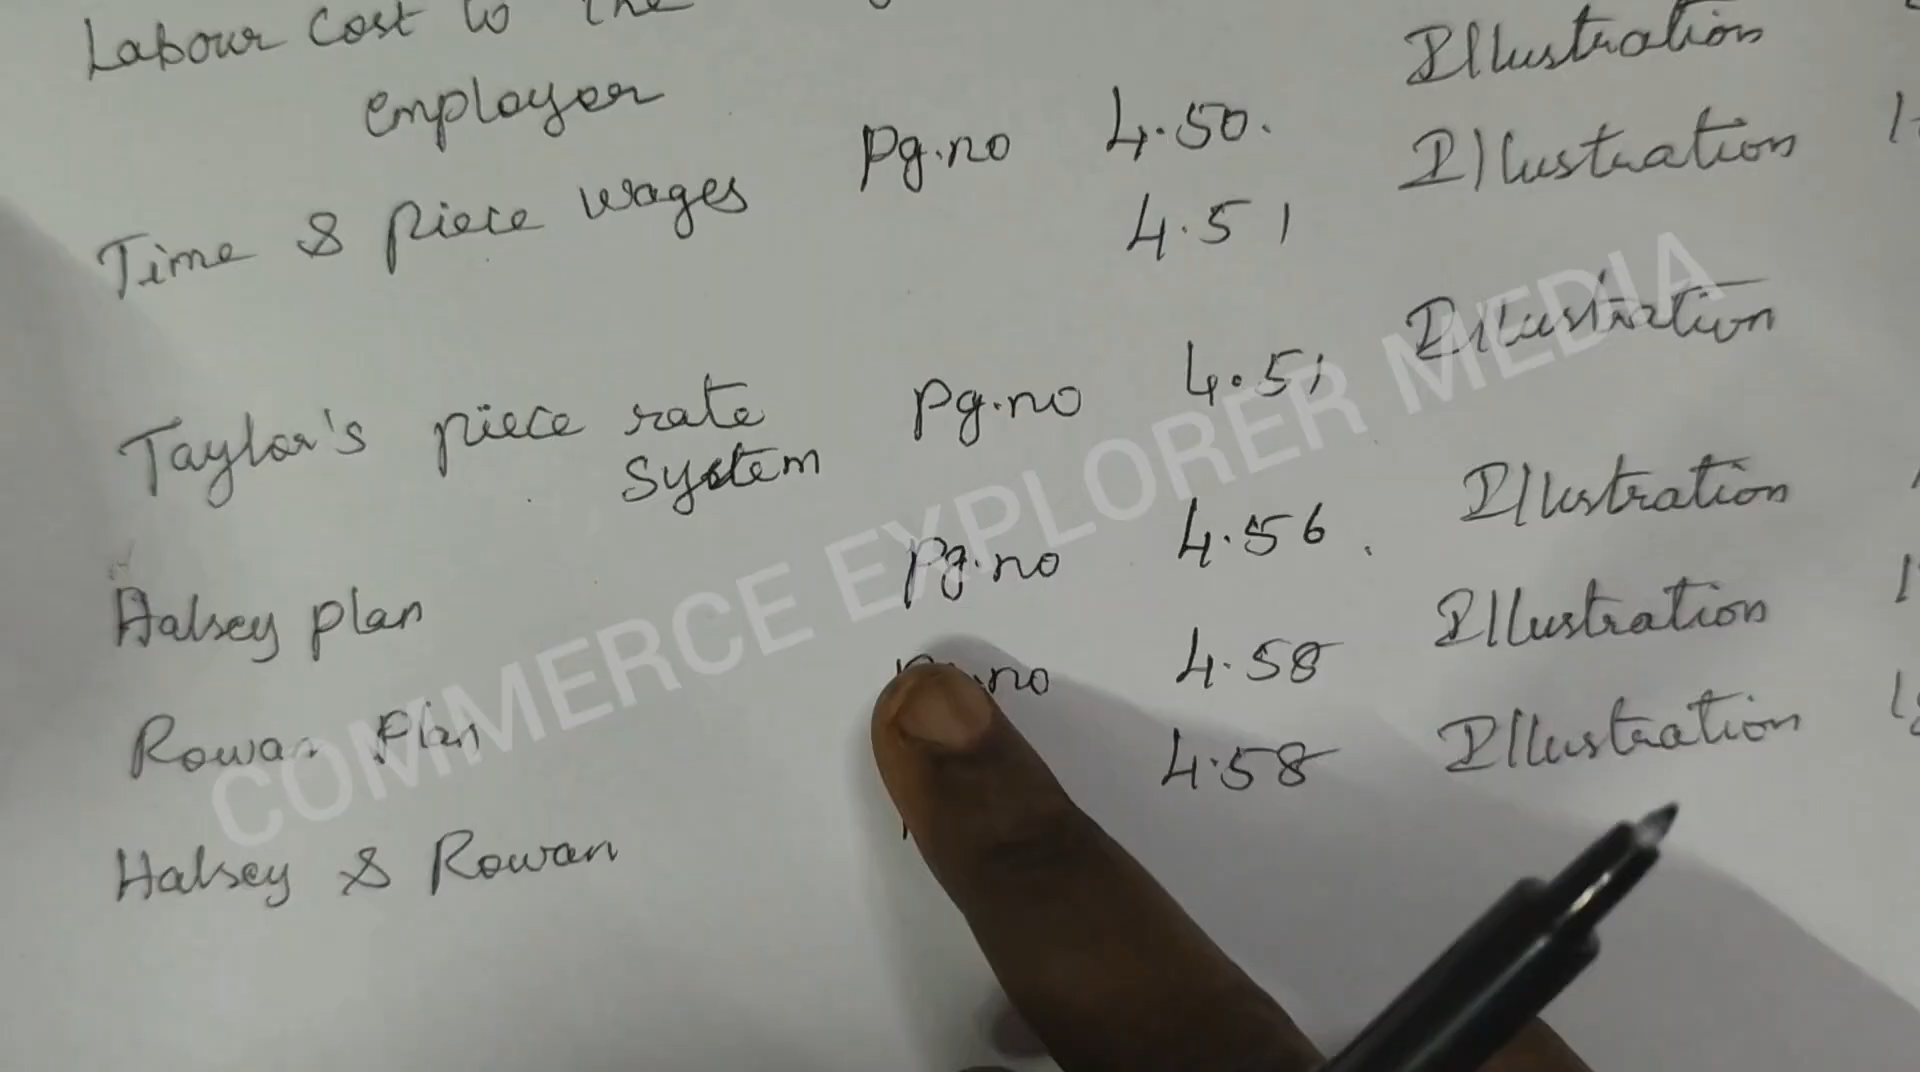 Labour Cost to the
employer
Illustration
Time & piece wages Pg.no 4.50. Illustration
4.51
Taylor's piece rate Pg.no 4.51 Illustration
System
Halsey plan Pg.no 4.56 Illustration
Rowan Plan no 4.58 Illustration
Halsey & Rowan 4.58 Illustration
COMMERCE EXPLORER MEDIA